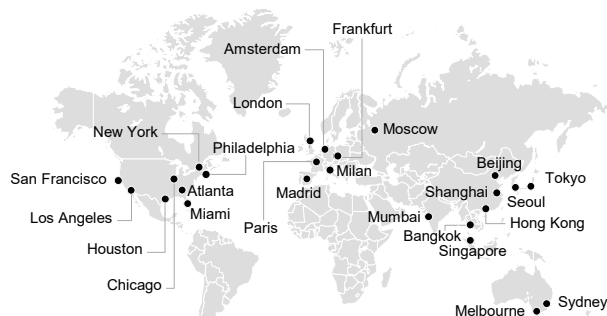 Frankfurt
Amsterdam
London
New York
Philadelphia
Moscow
San Francisco
Atlanta
Madrid
Milan
Beijing
Tokyo
Shanghai
Seoul
Los Angeles
Miami
Paris
Mumbai
Hong Kong
Houston
Bangkok
Singapore
Chicago
Sydney
Melbourne